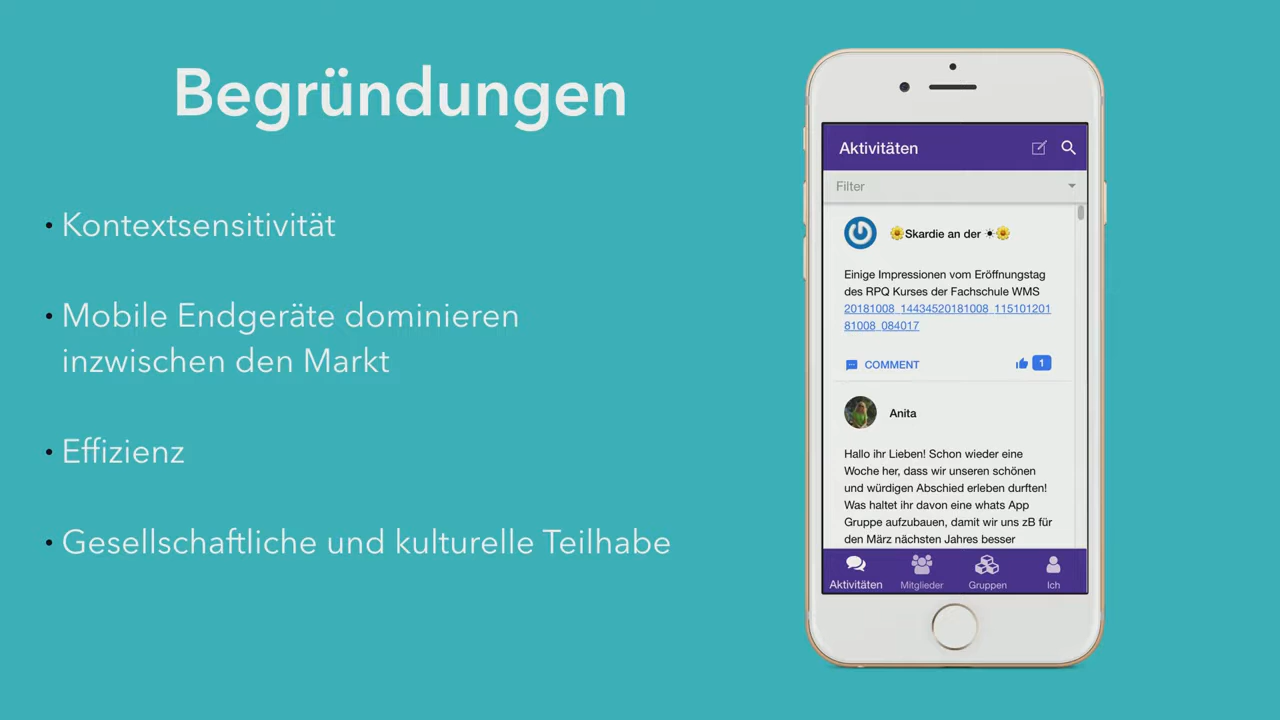 Begründungen
• Kontextsensitivität
• Mobile Endgeräte dominieren
inzwischen den Markt
• Effizienz
• Gesellschaftliche und kulturelle Teilhabe
Aktivitäten
Filter
🌼Skardie an der ☀🌼
Einige Impressionen vom Eröffnungstag
des RPQ Kurses der Fachschule WMS
20181008_14434520181008_115101201
81008_084017
COMMENT
1
Anita
Hallo ihr Lieben! Schon wieder eine
Woche her, dass wir unseren schönen
und würdigen Abschied erleben durften!
Was haltet ihr davon eine whats App
Gruppe aufzubauen, damit wir uns zB für
den März nächsten Jahres besser
Aktivitäten Mitglieder Gruppen Ich